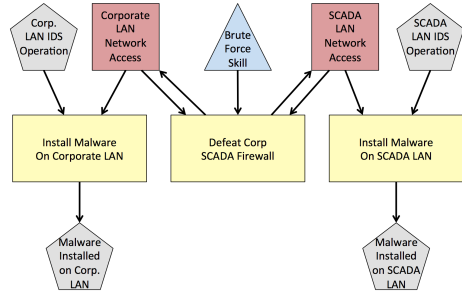 Corp.
LAN IDS
Operation
Corporate
LAN
Network
Access
Brute
Force
Skill
SCADA
LAN
Network
Access
SCADA
LAN IDS
Operation
Install Malware
On Corporate LAN
Defeat Corp
SCADA Firewall
Install Malware
On SCADA LAN
Malware
Installed
on Corp.
LAN
Malware
Installed
on SCADA
LAN